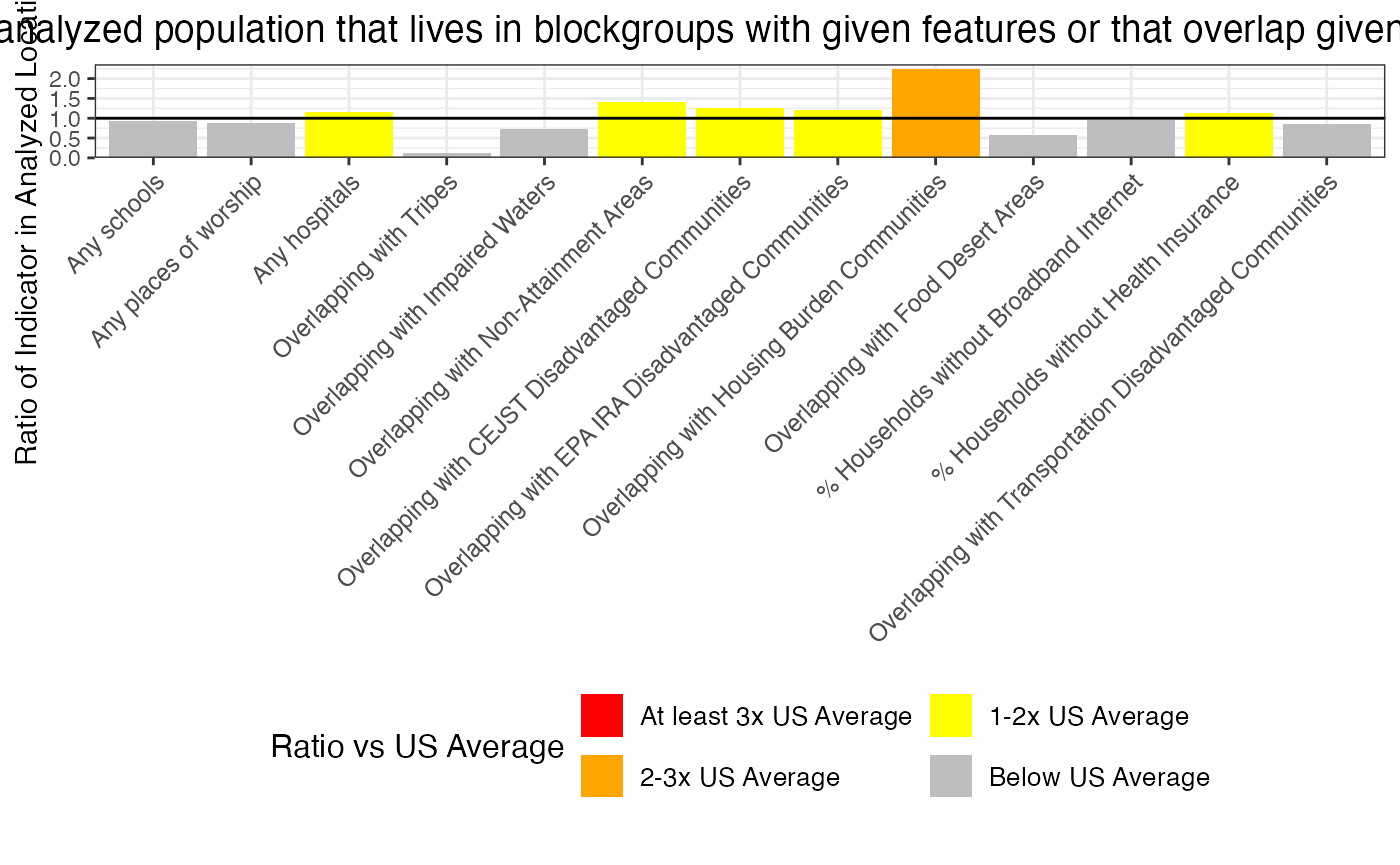 analyzed population that lives in blockgroups with given features or that overlap given
Ratio of Indicator in Analyzed Locati
2.0
1.5
1.0
0.5
0.0
Any schools
Any places of worship
Any hospitals
Overlapping with Tribes
Overlapping with Impaired Waters
Overlapping with Non-Attainment Areas
Overlapping with CEJST Disadvantaged Communities
Overlapping with EPA IRA Disadvantaged Communities
Overlapping with Housing Burden Communities
Overlapping with Food Desert Areas
% Households without Broadband Internet
% Households without Health Insurance
Overlapping with Transportation Disadvantaged Communities
Ratio vs US Average
At least 3x US Average
2-3x US Average
1-2x US Average
Below US Average